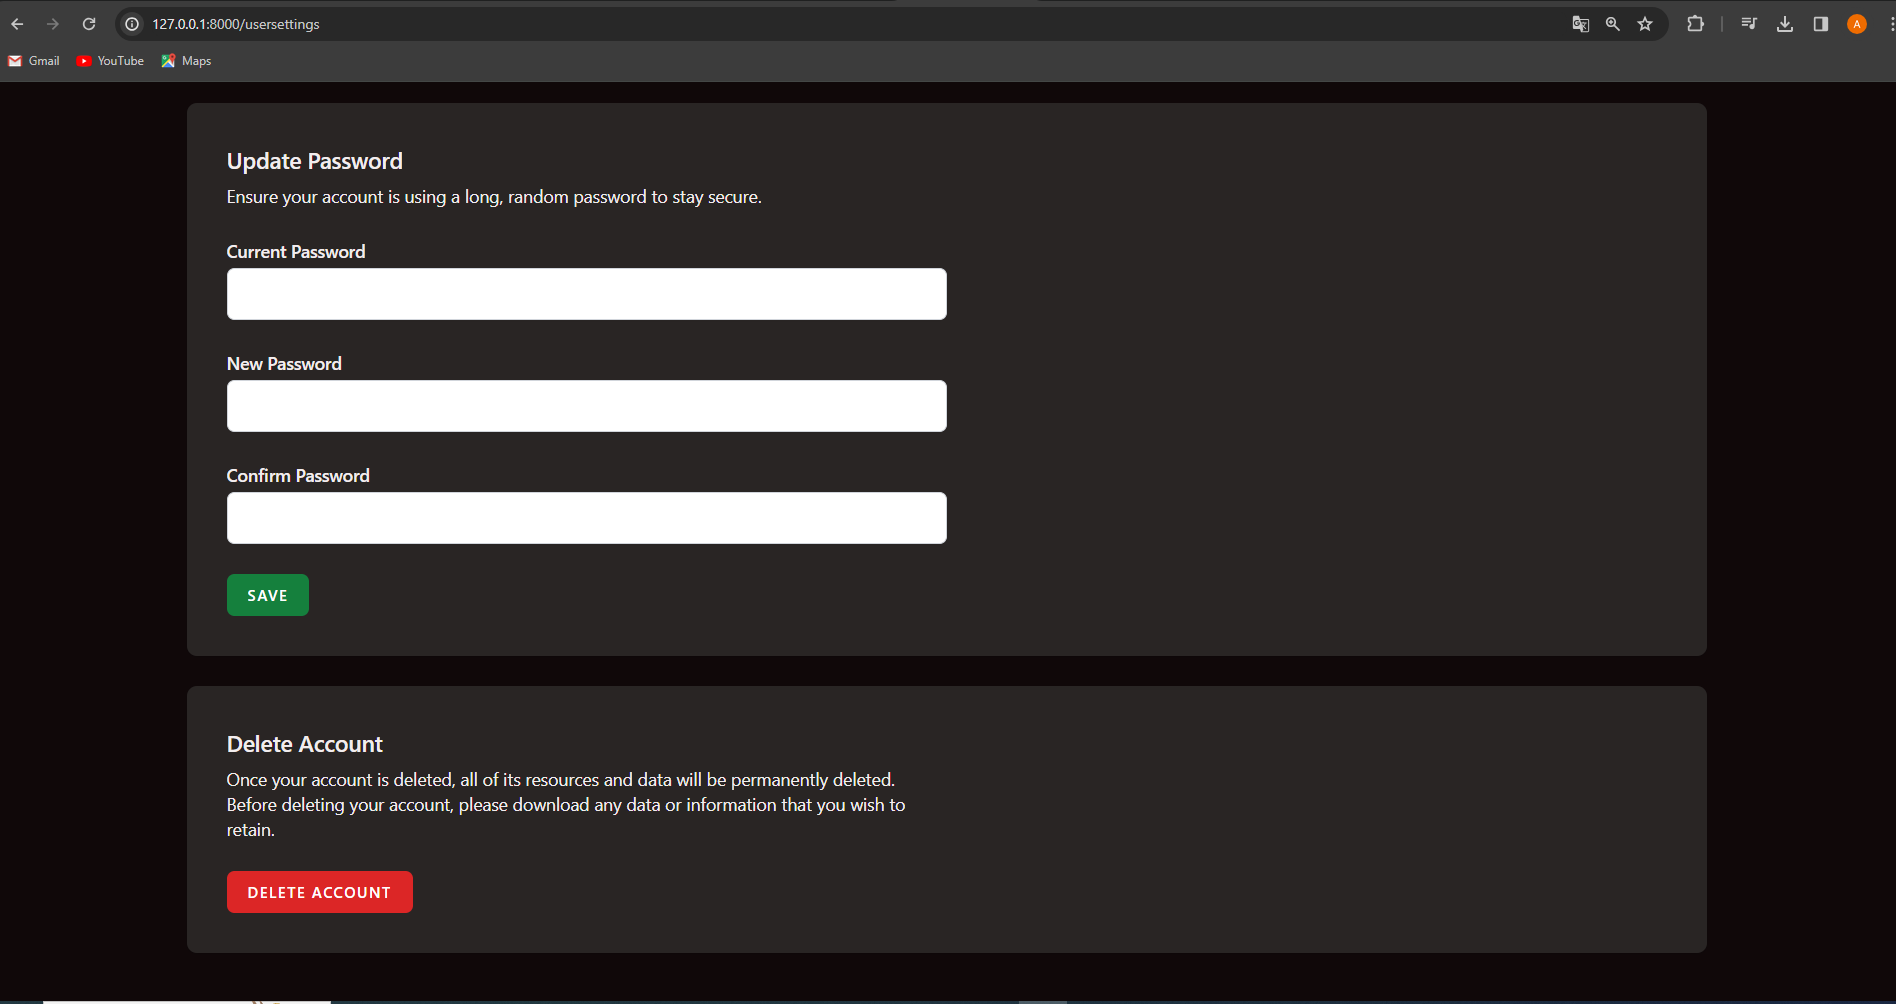 127.0.0.1:8000/usersettings
A
Gmail
YouTube
Maps
Update Password
Ensure your account is using a long, random password to stay secure.
Current Password
New Password
Confirm Password
SAVE
Delete Account
Once your account is deleted, all of its resources and data will be permanently deleted.
Before deleting your account, please download any data or information that you wish to
retain.
DELETE ACCOUNT